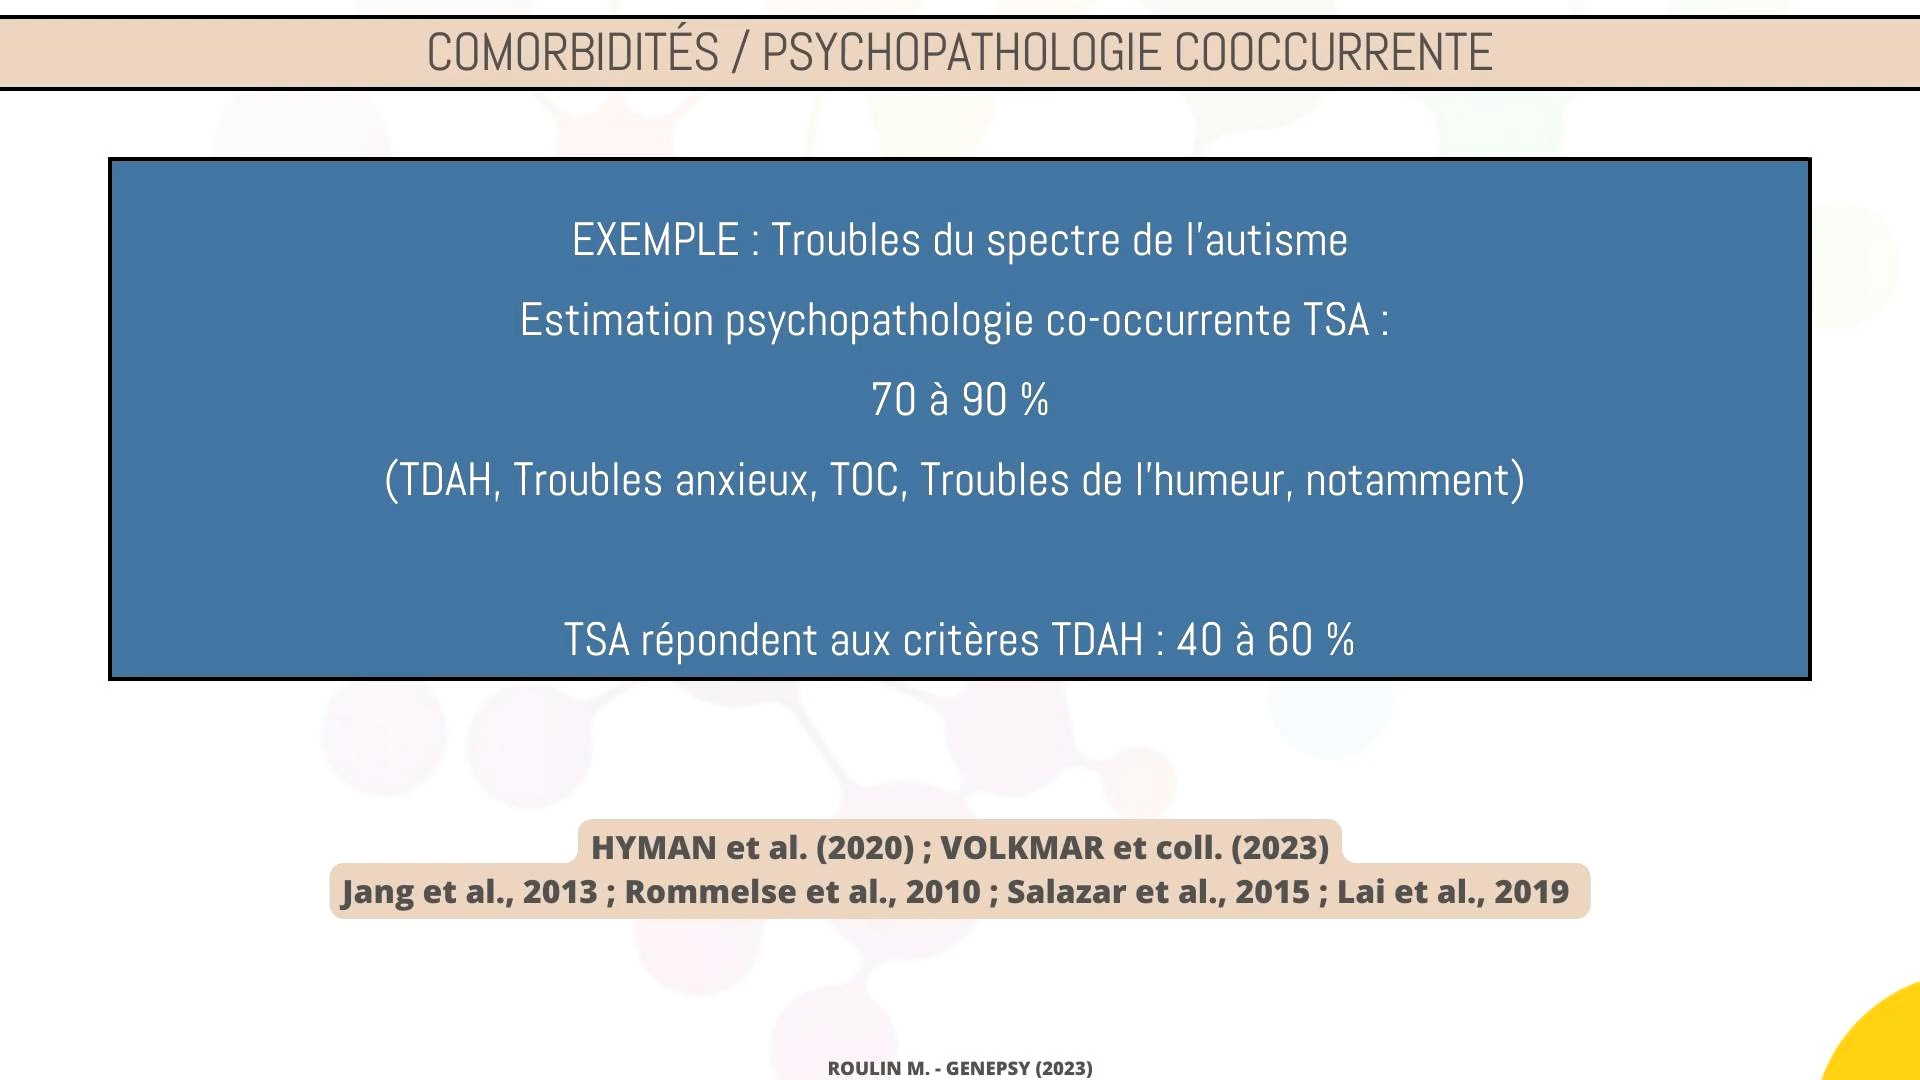 COMORBIDITÉS / PSYCHOPATHOLOGIE COOCCURRENTE
EXEMPLE : Troubles du spectre de l'autisme
Estimation psychopathologie co-occurrente TSA :
70 à 90 %
(TDAH, Troubles anxieux, TOC, Troubles de l'humeur, notamment)
TSA répondent aux critères TDAH : 40 à 60 %
HYMAN et al. (2020) ; VOLKMAR et coll. (2023)
Jang et al., 2013 ; Rommelse et al., 2010 ; Salazar et al., 2015 ; Lai et al., 2019
ROULIN M. - GENEPSY (2023)